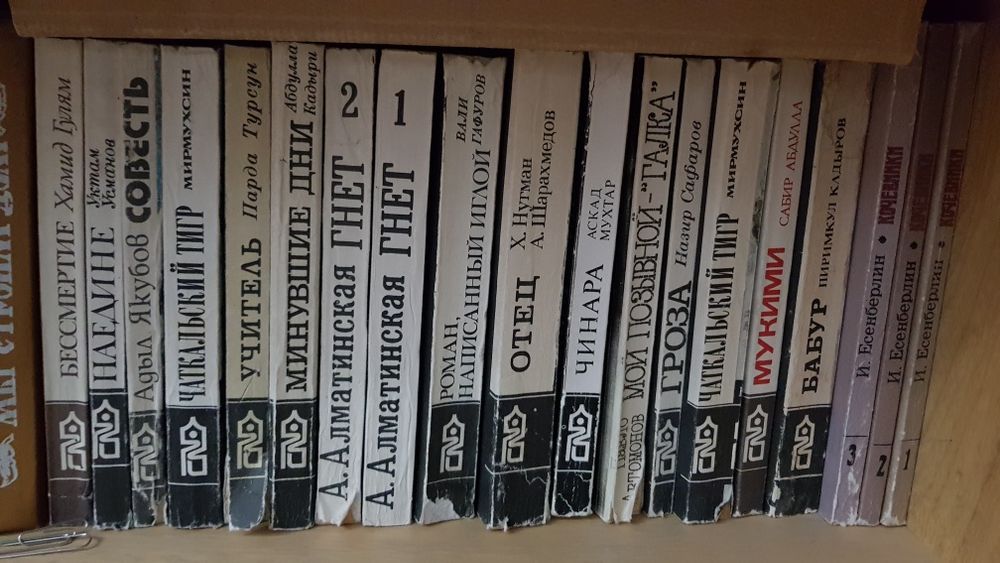 БЕССМЕРТИЕ Хамид Гулям
НАЕДИНЕ Уктам Усманов
Адыл Якубов СОВЕСТЬ
ЧАТКАЛЬСКИЙ ТИГР МИРМУХСИН
УЧИТЕЛЬ Парда Турсун
МИНУВШИЕ ДНИ Абдулла Кадыри
А. Алматинская ГНЕТ 2
А. Алматинская ГНЕТ 1
РОМАН, НАПИСАННЫЙ ИГЛОЙ ВАЛИ ГАФУРОВ
ОТЕЦ Х. Нугман А. Шарахмедов
ЧИНАРА АСКАД МУХТАР
ПАВЛО АВТОМОНОВ МОЙ ПОЗЫВНОЙ-"ГАЛКА"
ГРОЗА Назир Сафаров
ЧАТКАЛЬСКИЙ ТИГР МИРМУХСИН
МУКИМИ САБИР АБДУЛЛА
БАБУР ПИРИМКУЛ КАДЫРОВ
3 И. Есенберлин • КОЧЕВНИКИ
2 И. Есенберлин • КОЧЕВНИКИ
1 И. Есенберлин • КОЧЕВНИКИ